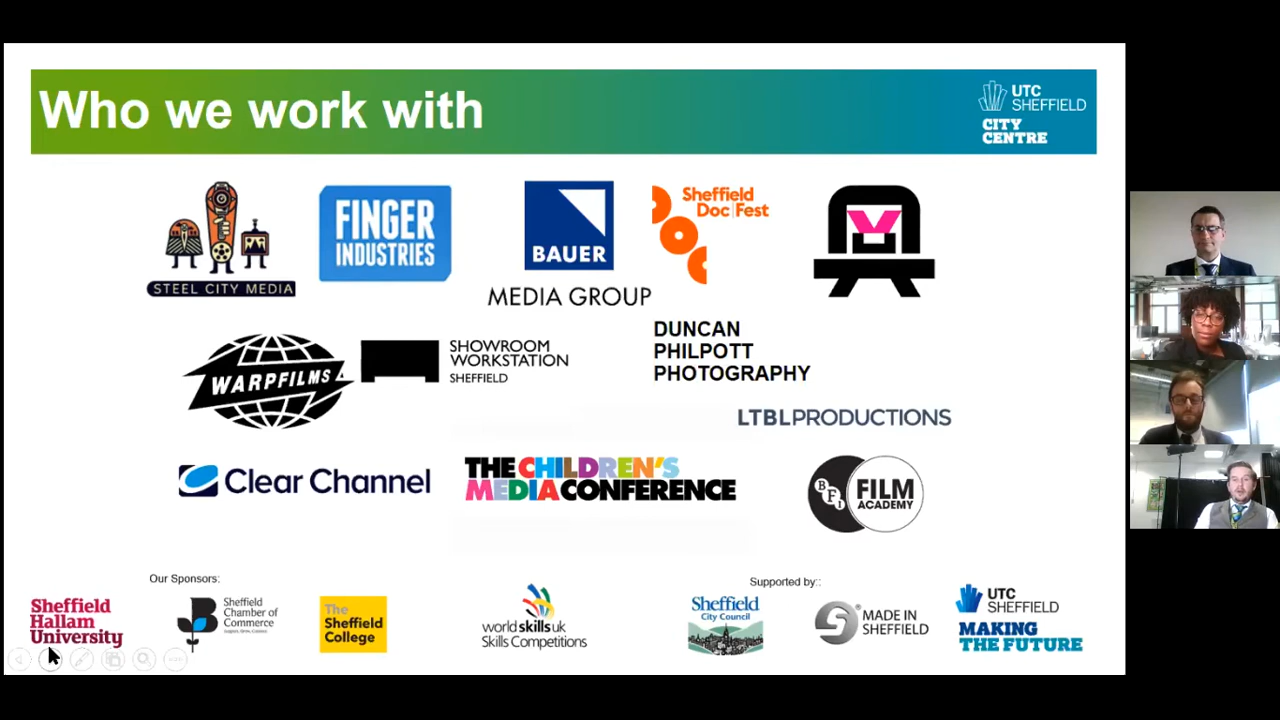 Who we work with
UTC
SHEFFIELD
CITY
CENTRE
STEEL CITY MEDIA
FINGER
INDUSTRIES
BAUER
MEDIA GROUP
Sheffield
Doc|Fest
DOC
WARPFILMS
SHOWROOM
WORKSTATION
SHEFFIELD
DUNCAN
PHILPOTT
PHOTOGRAPHY
LTBLPRODUCTIONS
Clear Channel
THE CHILDREN'S
MEDIA CONFERENCE
BFI
FILM
ACADEMY
Our Sponsors:
Supported by::
Sheffield
Hallam
University
Sheffield
Chamber of
Commerce
The
Sheffield
College
worldskillsuk
Skills Competitions
Sheffield
City Council
S®
MADE IN
SHEFFIELD
UTC
SHEFFIELD
MAKING
THE FUTURE